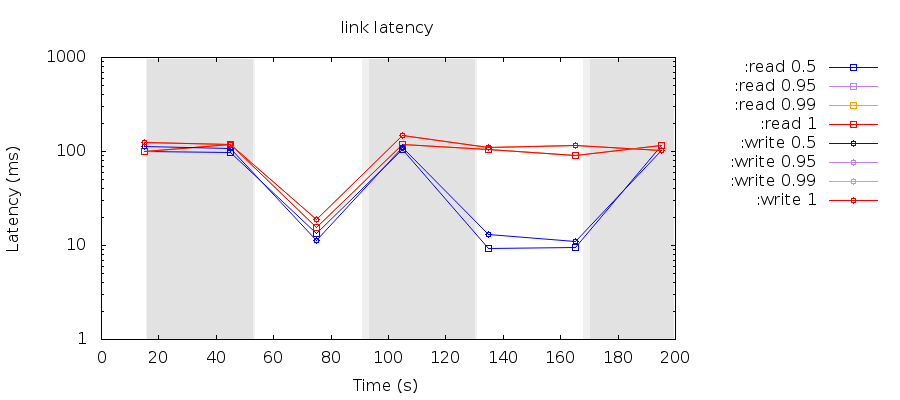 link latency
1000
100
10
1
Latency (ms)
0 20 40 60 80 100 120 140 160 180 200
Time (s)
:read 0.5
:read 0.95
:read 0.99
:read 1
:write 0.5
:write 0.95
:write 0.99
:write 1